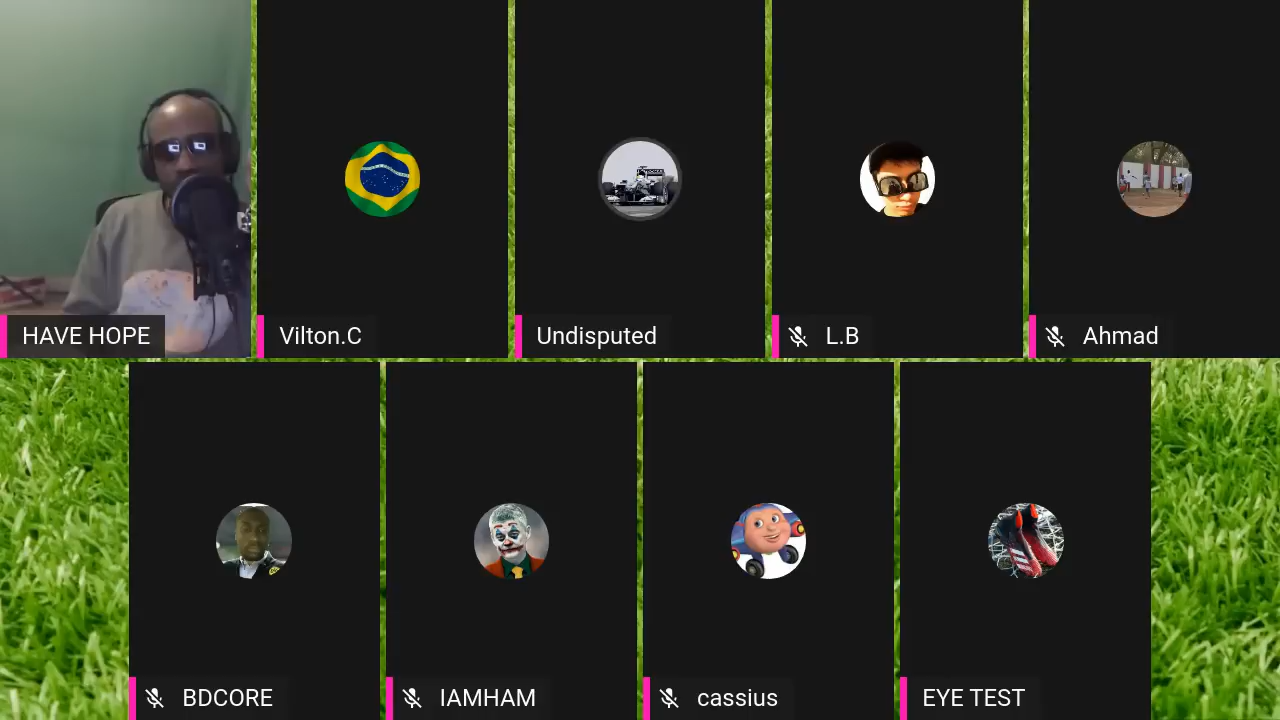 HAVE HOPE
Vilton.C
Undisputed
L.B
Ahmad
BDCORE
IAMHAM
cassius
EYE TEST